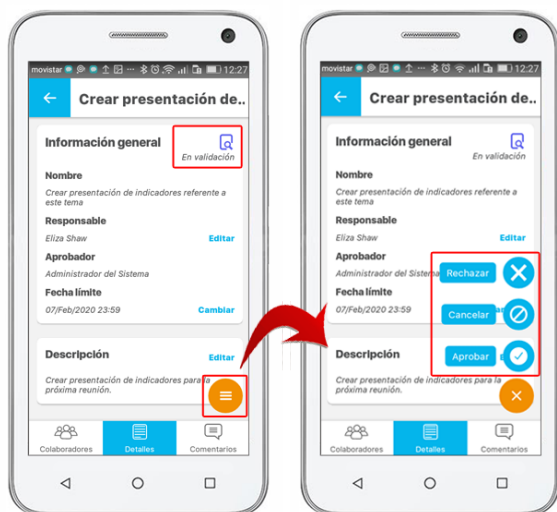 movistar 12:27
Crear presentación de..
Información general
En validación
Nombre
Crear presentación de indicadores referente a
este tema
Responsable
Eliza Shaw Editar
Aprobador
Administrador del Sistema
Fecha límite
07/Feb/2020 23:59 Cambiar
Descripción Editar
Crear presentación de indicadores para la
próxima reunión.
Colaboradores Detalles Comentarios
movistar 12:27
Crear presentación de..
Información general
En validación
Nombre
Crear presentación de indicadores referente a
este tema
Responsable
Eliza Shaw Editar
Aprobador
Administrador del Sistema
Rechazar
Fecha límite
07/Feb/2020 23:59
Cancelar
Descripción
Aprobar
Crear presentación de indicadores para la
próxima reunión.
Colaboradores Detalles Comentarios